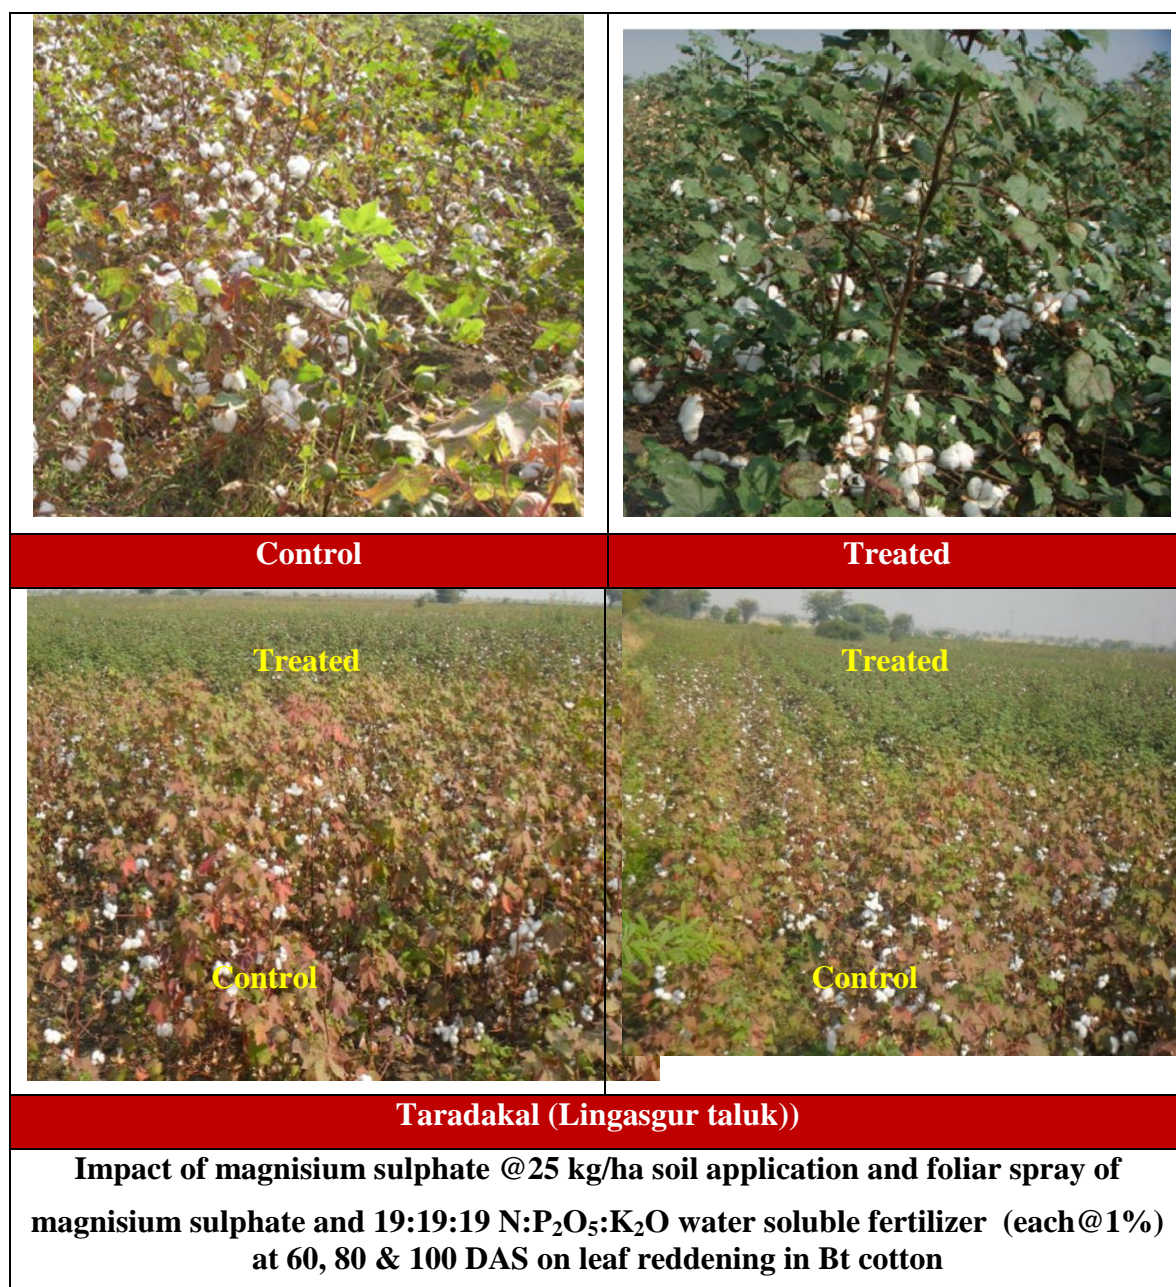 Control
Treated
Treated
Treated
Control
Control
Taradakal (Lingasgur taluk))
Impact of magnisium sulphate @25 kg/ha soil application and foliar spray of
magnisium sulphate and 19:19:19 N:P₂O₅:K₂O water soluble fertilizer (each@1%)
at 60, 80 & 100 DAS on leaf reddening in Bt cotton